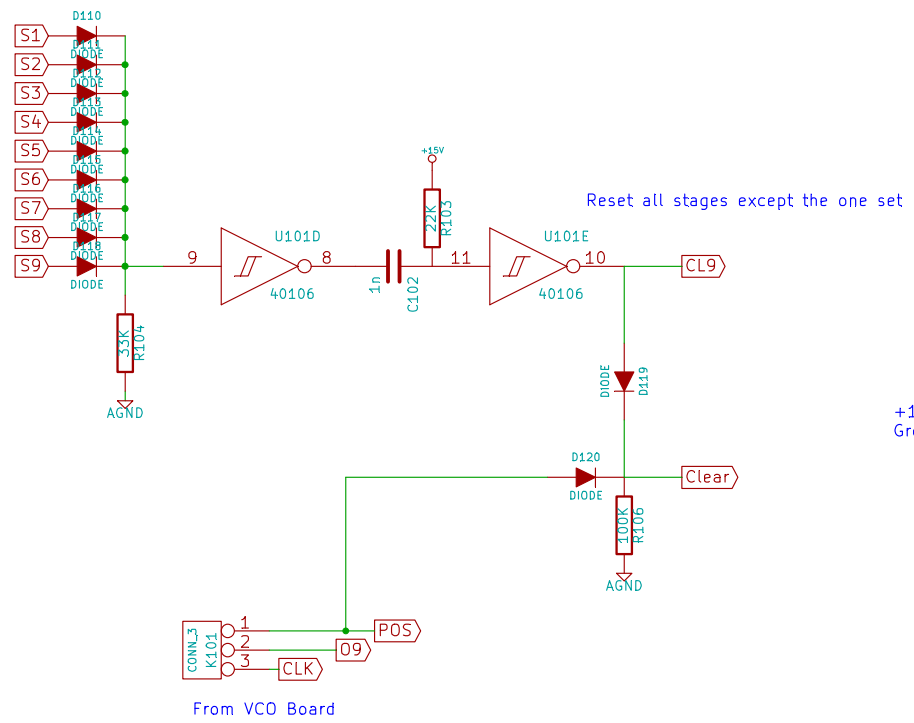 D110
S1
D111
DIODE
S2
D112
DIODE
S3
D113
DIODE
S4
D114
DIODE
S5
D115
DIODE
S6
D116
DIODE
S7
D117
DIODE
S8
D118
S9
DIODE
33K
R104
AGND
9
U101D
8
40106
1n
C102
+15V
22K
R103
11
U101E
10
40106
Reset all stages except the one set
CL9
DIODE
D119
+1
Gre
D120
DIODE
Clear
100K
R106
AGND
CONN_3
K101
1
POS
2
O9
3
CLK
From VCO Board